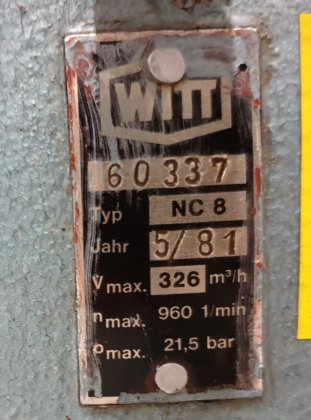 WITT
60337
Typ NC 8
Jahr 5/81
V max. 326 m³/h
n max. 960 1/min
p max. 21,5 bar